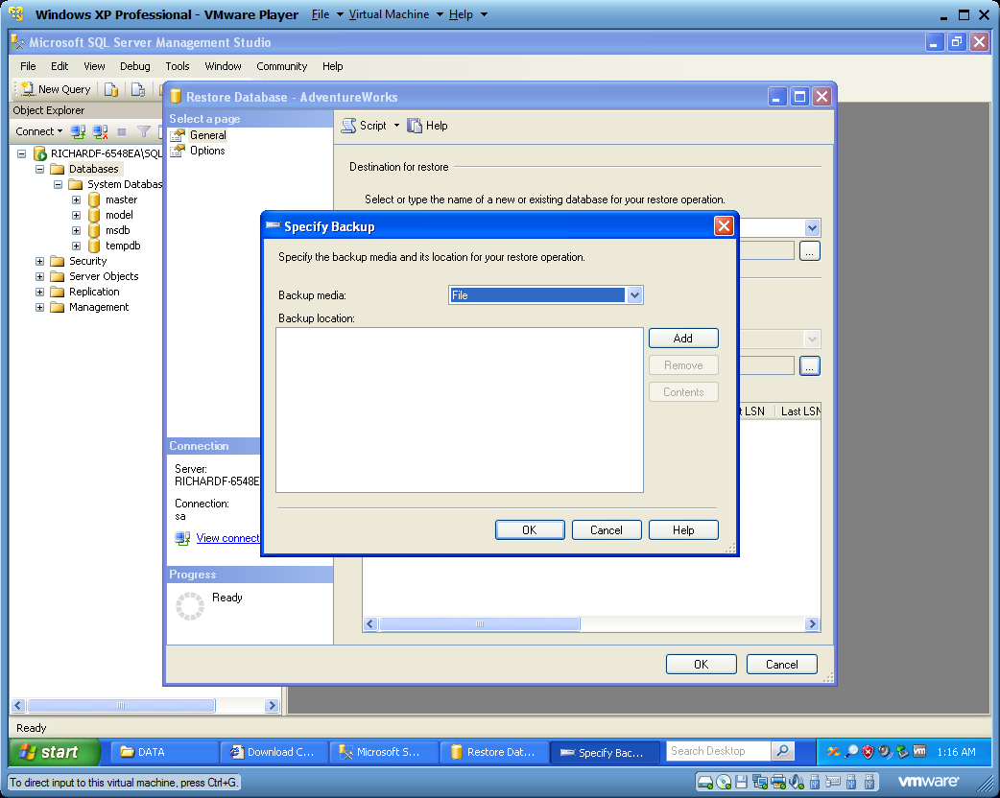 Windows XP Professional - VMware Player File Virtual Machine Help
Microsoft SQL Server Management Studio
File Edit View Debug Tools Window Community Help
New Query
Object Explorer
Connect
RICHARDF-6548EA\SQL
Databases
System Databas
master
model
msdb
tempdb
Security
Server Objects
Replication
Management
Restore Database - AdventureWorks
Select a page
General
Options
Script Help
Destination for restore
Select or type the name of a new or existing database for your restore operation.
...
...
t LSN Last LSN
Specify Backup
Specify the backup media and its location for your restore operation.
Backup media: File
Backup location:
Add
Remove
Contents
OK Cancel Help
Connection
Server:
RICHARDF-6548E
Connection:
sa
View connect
Progress
Ready
OK Cancel
Ready
start DATA Download C... Microsoft S... Restore Dat... Specify Bac... Search Desktop 1:16 AM
To direct input to this virtual machine, press Ctrl+G. vmware